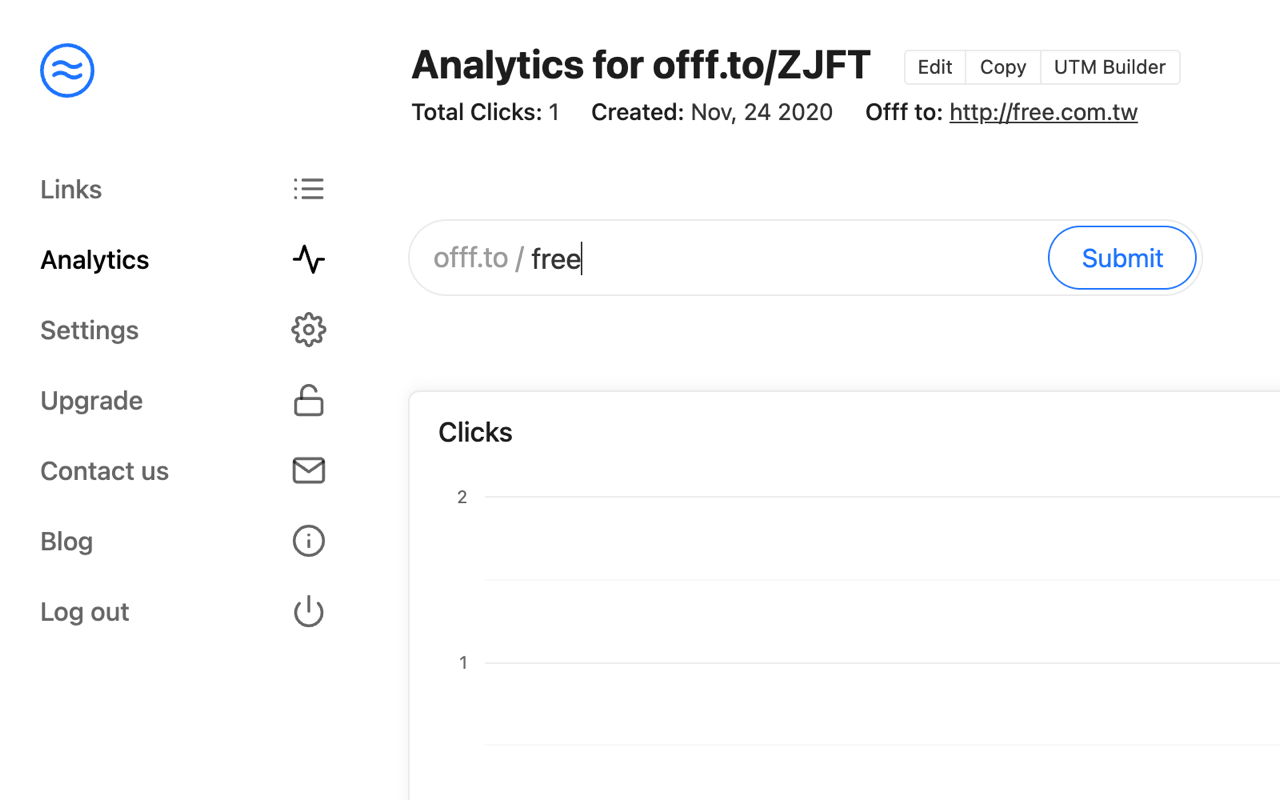 Analytics for offf.to/ZJFT
Edit
Copy
UTM Builder
Total Clicks: 1
Created: Nov, 24 2020
Offf to: http://free.com.tw
Links
Analytics
Settings
Upgrade
Contact us
Blog
Log out
offf.to / free
Submit
Clicks
2
1